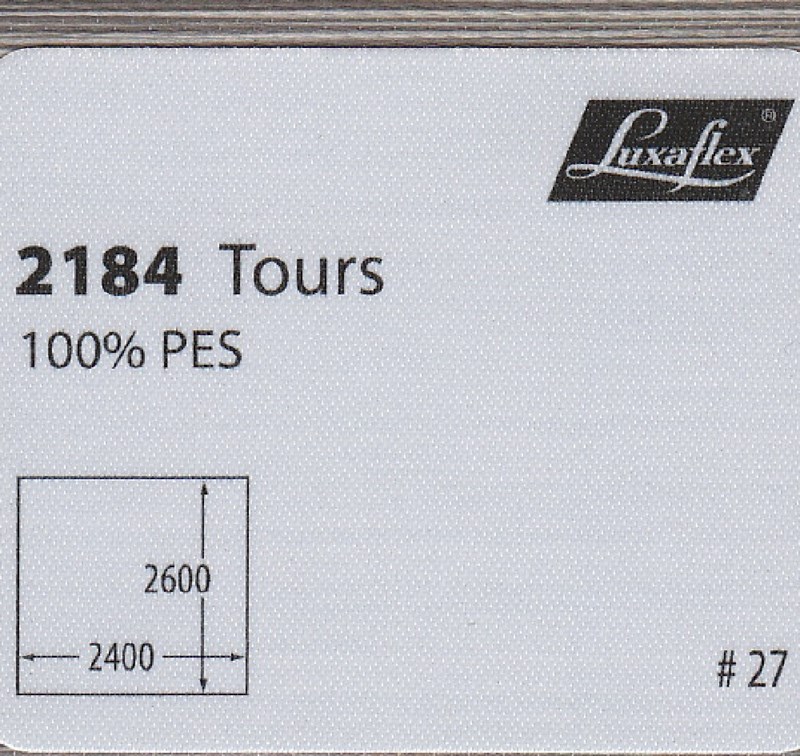 Luxaflex®
2184 Tours
100% PES
2600
2400
# 27